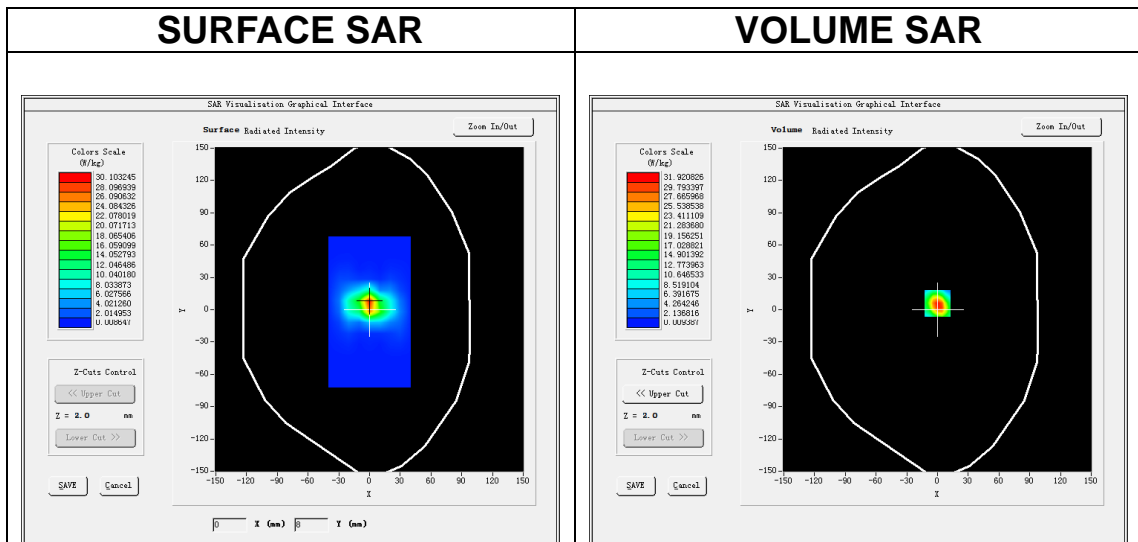 SURFACE SAR
VOLUME SAR
SAR Visualisation Graphical Interface
Surface Radiated Intensity
Zoom In/Out
Colors Scale
(W/kg)
30.103245
28.096939
26.090632
24.084326
22.078019
20.071713
18.065406
16.059099
14.052793
12.046486
10.040180
8.033873
6.027566
4.021260
2.014953
0.008647
150
120
90
60
30
0
-30
-60
-90
-120
-150
Y
-150 -120 -90 -60 -30 0 30 60 90 120 150
X
Z-Cuts Control
<< Upper Cut
Z = 2.0 mm
Lower Cut >>
SAVE Cancel
0 X (mm) 8 Y (mm)
SAR Visualisation Graphical Interface
Volume Radiated Intensity
Zoom In/Out
Colors Scale
(W/kg)
31.920826
29.793397
27.665968
25.538538
23.411109
21.283680
19.156251
17.028821
14.901392
12.773963
10.646533
8.519104
6.391675
4.264246
2.136816
0.009387
150
120
90
60
30
0
-30
-60
-90
-120
-150
Y
-150 -120 -90 -60 -30 0 30 60 90 120 150
X
Z-Cuts Control
<< Upper Cut
Z = 2.0 mm
Lower Cut >>
SAVE Cancel